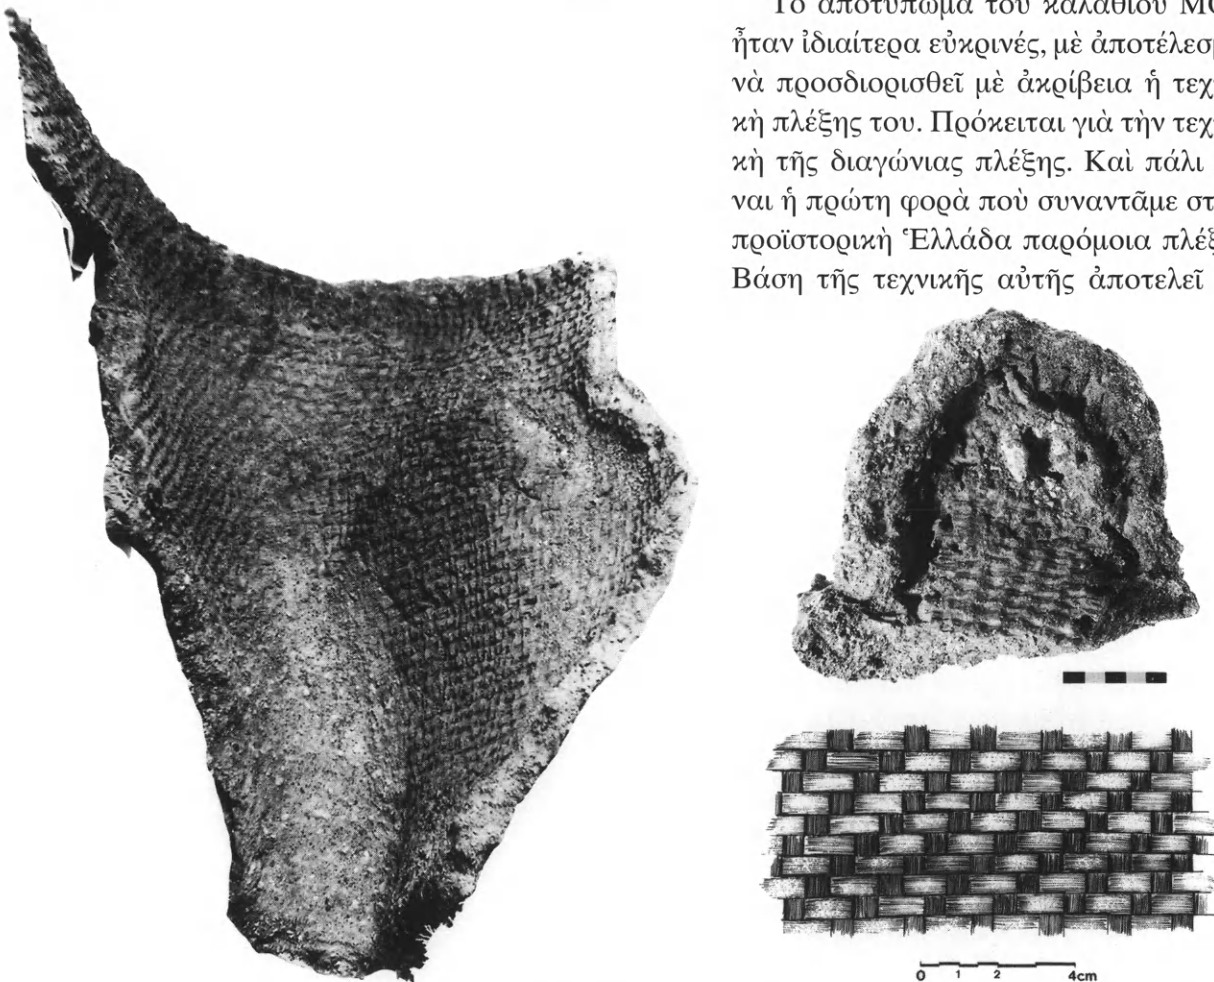 Τὸ ἀποτύπωμα τοῦ καλαθιοῦ
ἦταν ἰδιαίτερα εὐκρινές, μὲ ἀποτέλεσ
νὰ προσδιορισθεῖ μὲ ἀκρίβεια ἡ τεχ
κὴ πλέξης του. Πρόκειται γιὰ τὴν τεχ
κὴ τῆς διαγώνιας πλέξης. Καὶ πάλι
ναι ἡ πρώτη φορὰ ποὺ συναντᾶμε στ
προϊστορικὴ Ἑλλάδα παρόμοια πλέξ
Βάση τῆς τεχνικῆς αὐτῆς ἀποτελεῖ
0 1 2 4cm